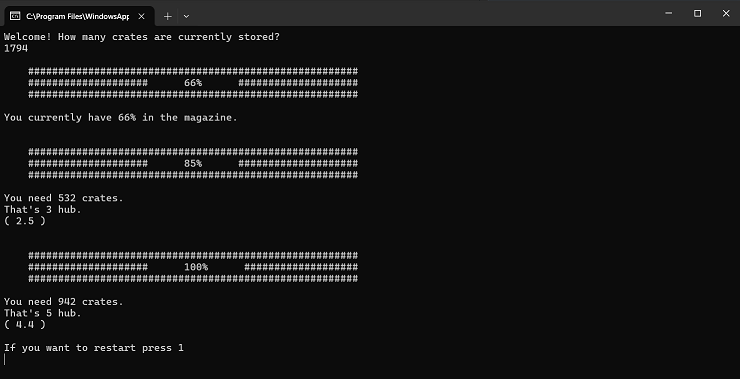 C:\Program Files\WindowsApp
Welcome! How many crates are currently stored?
1794
#######################################################
####################      66%      ####################
#######################################################
You currently have 66% in the magazine.
#######################################################
####################      85%      ####################
#######################################################
You need 532 crates.
That's 3 hub.
( 2.5 )
#######################################################
####################      100%      ###################
#######################################################
You need 942 crates.
That's 5 hub.
( 4.4 )
If you want to restart press 1